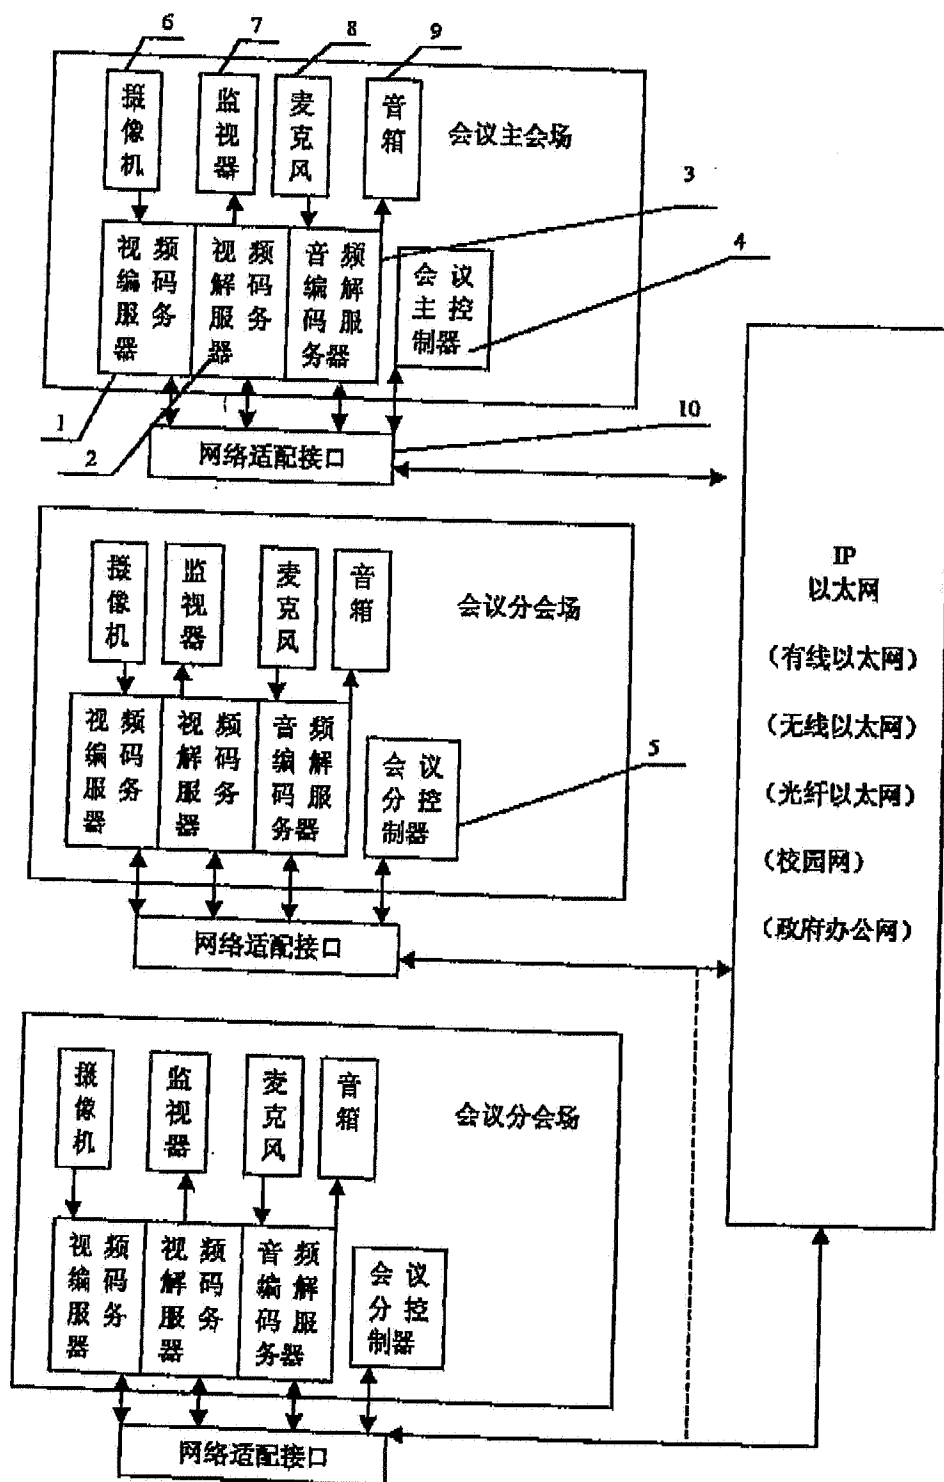 6
7
8
9
摄像机
监视器
麦克风
音箱
会议主会场
3
4
视频
编码
服务
器
视频
解码
服务
器
音频
编解
码服
务器
会议
主控
制器
1
2
10
网络适配接口
IP
以太网
（有线以太网）
（无线以太网）
（光纤以太网）
（校园网）
（政府办公网）
摄像机
监视器
麦克风
音箱
会议分会场
视频
编码
服务
器
视频
解码
服务
器
音频
编解
码服
务器
会议
分控
制器
5
网络适配接口
摄像机
监视器
麦克风
音箱
会议分会场
视频
编码
服务
器
视频
解码
服务
器
音频
编解
码服
务器
会议
分控
制器
网络适配接口